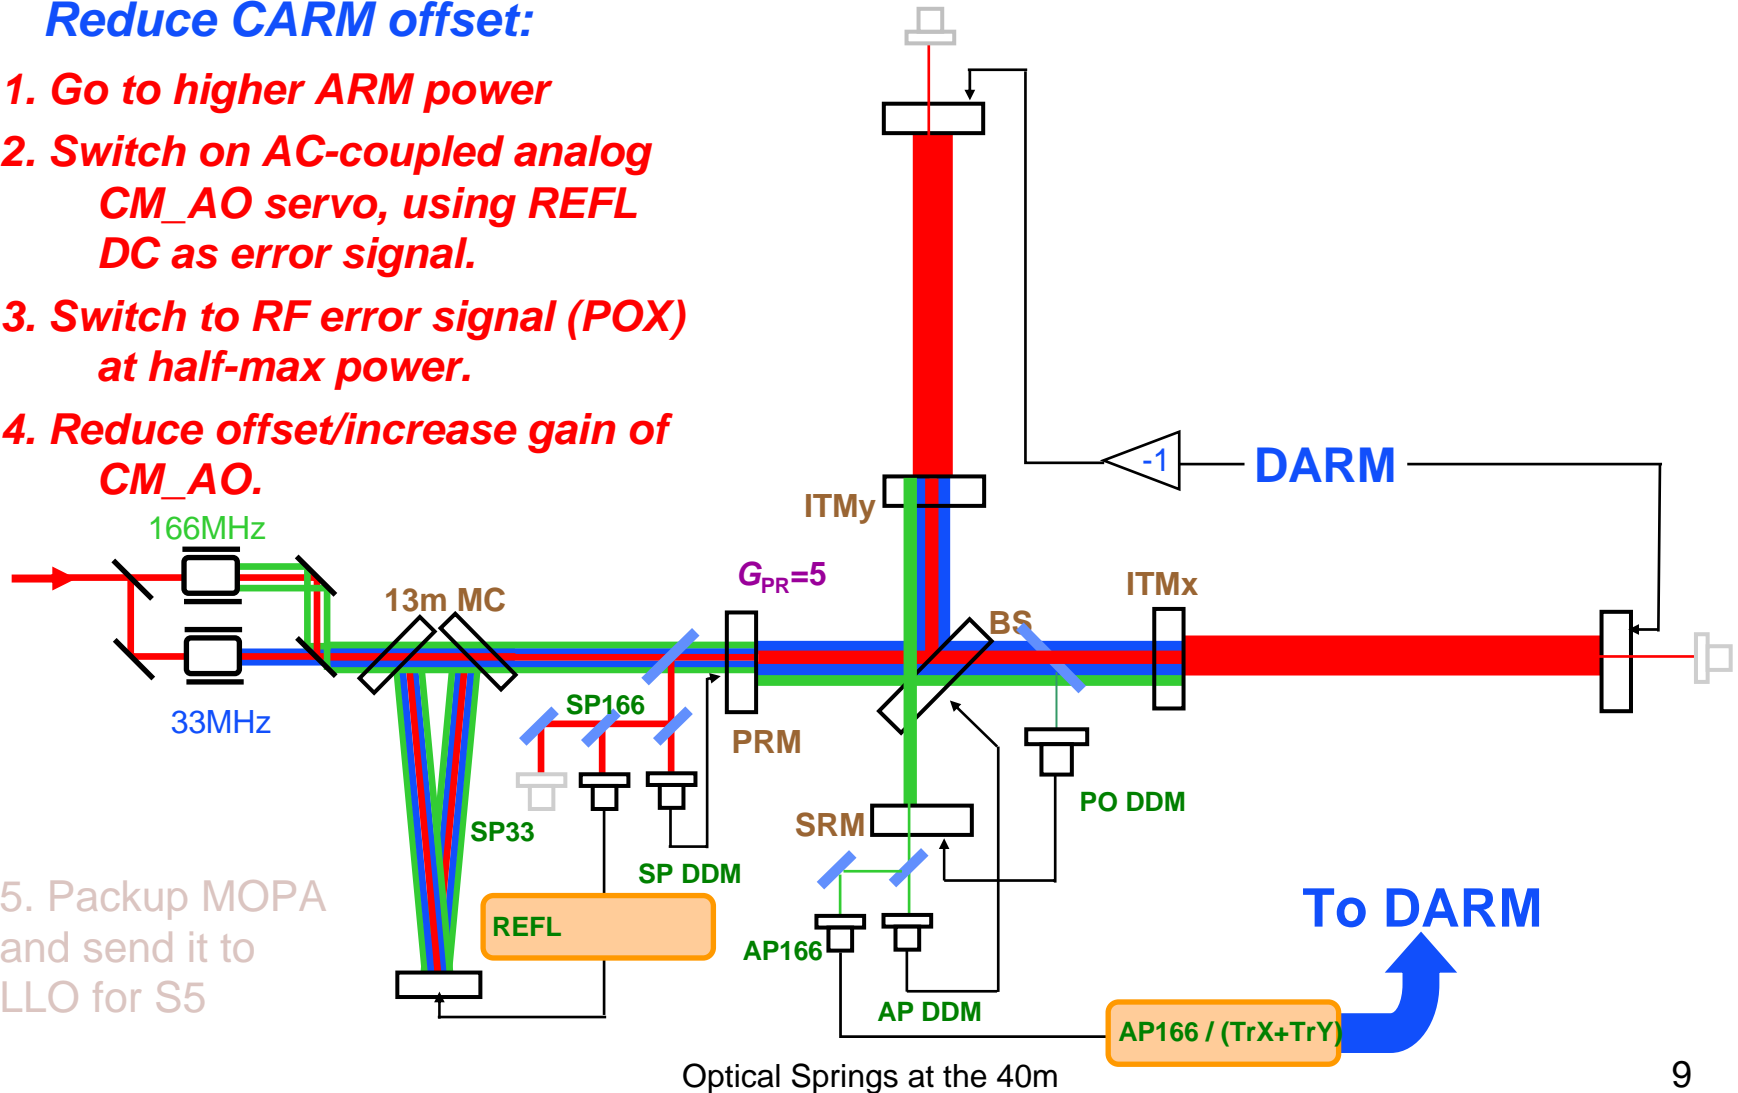 Reduce CARM offset:
1. Go to higher ARM power
2. Switch on AC-coupled analog
CM_AO servo, using REFL
DC as error signal.
3. Switch to RF error signal (POX)
at half-max power.
4. Reduce offset/increase gain of
CM_AO.
166MHz
33MHz
13m MC
GPR=5
ITMy
ITMx
BS
-1
DARM
SP166
PRM
SP33
SP DDM
SRM
PO DDM
REFL
AP166
AP DDM
To DARM
AP166 / (TrX+TrY)
5. Packup MOPA
and send it to
LLO for S5
Optical Springs at the 40m
9